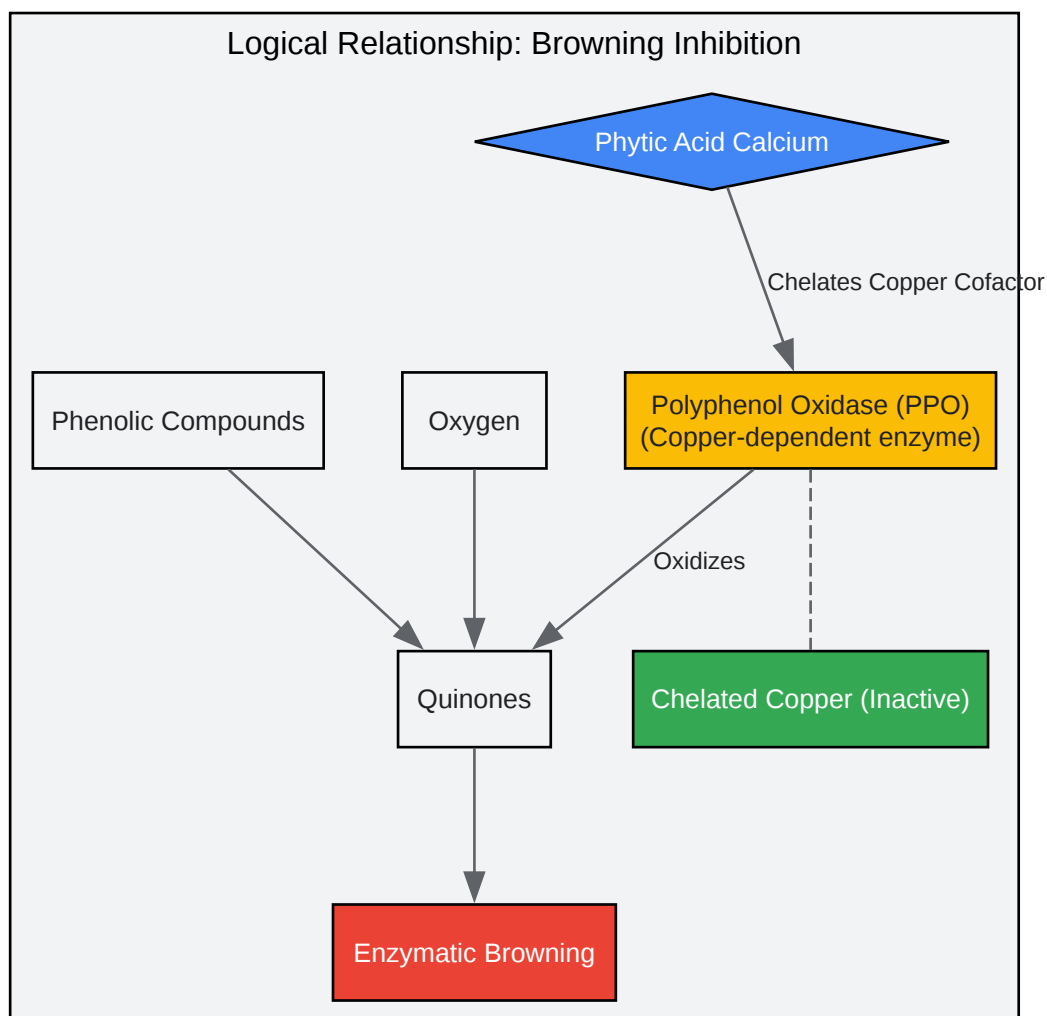 Logical Relationship: Browning Inhibition
Phytic Acid Calcium
Chelates Copper Cofactor
Phenolic Compounds
Oxygen
Polyphenol Oxidase (PPO)
(Copper-dependent enzyme)
Oxidizes
Quinones
Chelated Copper (Inactive)
Enzymatic Browning